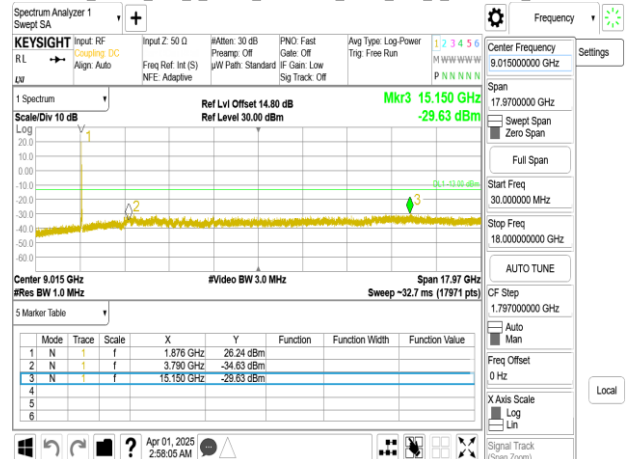 Spectrum Analyzer 1
Swept SA
Frequency
KEYSIGHT
RL
Input: RF
Coupling: DC
Align: Auto
Input Z: 50 Ω
Freq Ref: Int (S)
NFE: Adaptive
#Atten: 30 dB
Preamp: Off
µW Path: Standard
PNO: Fast
Gate: Off
IF Gain: Low
Sig Track: Off
Avg Type: Log-Power
Trig: Free Run
1 2 3 4 5 6
M W W W W W
P N N N N N
1 Spectrum
Scale/Div 10 dB
Ref Lvl Offset 14.80 dB
Ref Level 30.00 dBm
Mkr3 15.150 GHz
-29.63 dBm
Log
20.0
10.0
0.00
-10.0
-20.0
-30.0
-40.0
-50.0
-60.0
1
2
3
DL1 -13.00 dBm
Center 9.015 GHz
#Res BW 1.0 MHz
#Video BW 3.0 MHz
Span 17.97 GHz
Sweep ~32.7 ms (17971 pts)
5 Marker Table
Mode Trace Scale X Y Function Function Width Function Value
1 N 1 f 1.876 GHz 26.24 dBm
2 N 1 f 3.790 GHz -34.63 dBm
3 N 1 f 15.150 GHz -29.63 dBm
4
5
6
Apr 01, 2025
2:58:05 AM
Center Frequency
9.015000000 GHz
Settings
Span
17.9700000 GHz
Swept Span
Zero Span
Full Span
Start Freq
30.000000 MHz
Stop Freq
18.000000000 GHz
AUTO TUNE
CF Step
1.797000000 GHz
Auto
Man
Freq Offset
0 Hz
X Axis Scale
Log
Lin
Local
Signal Track
(Span Zoom)